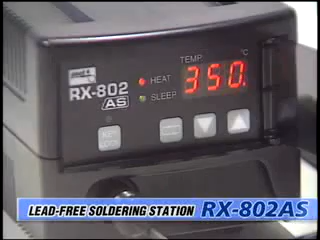 TEMP. °C
RX-802
AS
HEAT
SLEEP
350.
LEAD-FREE SOLDERING STATION RX-802AS